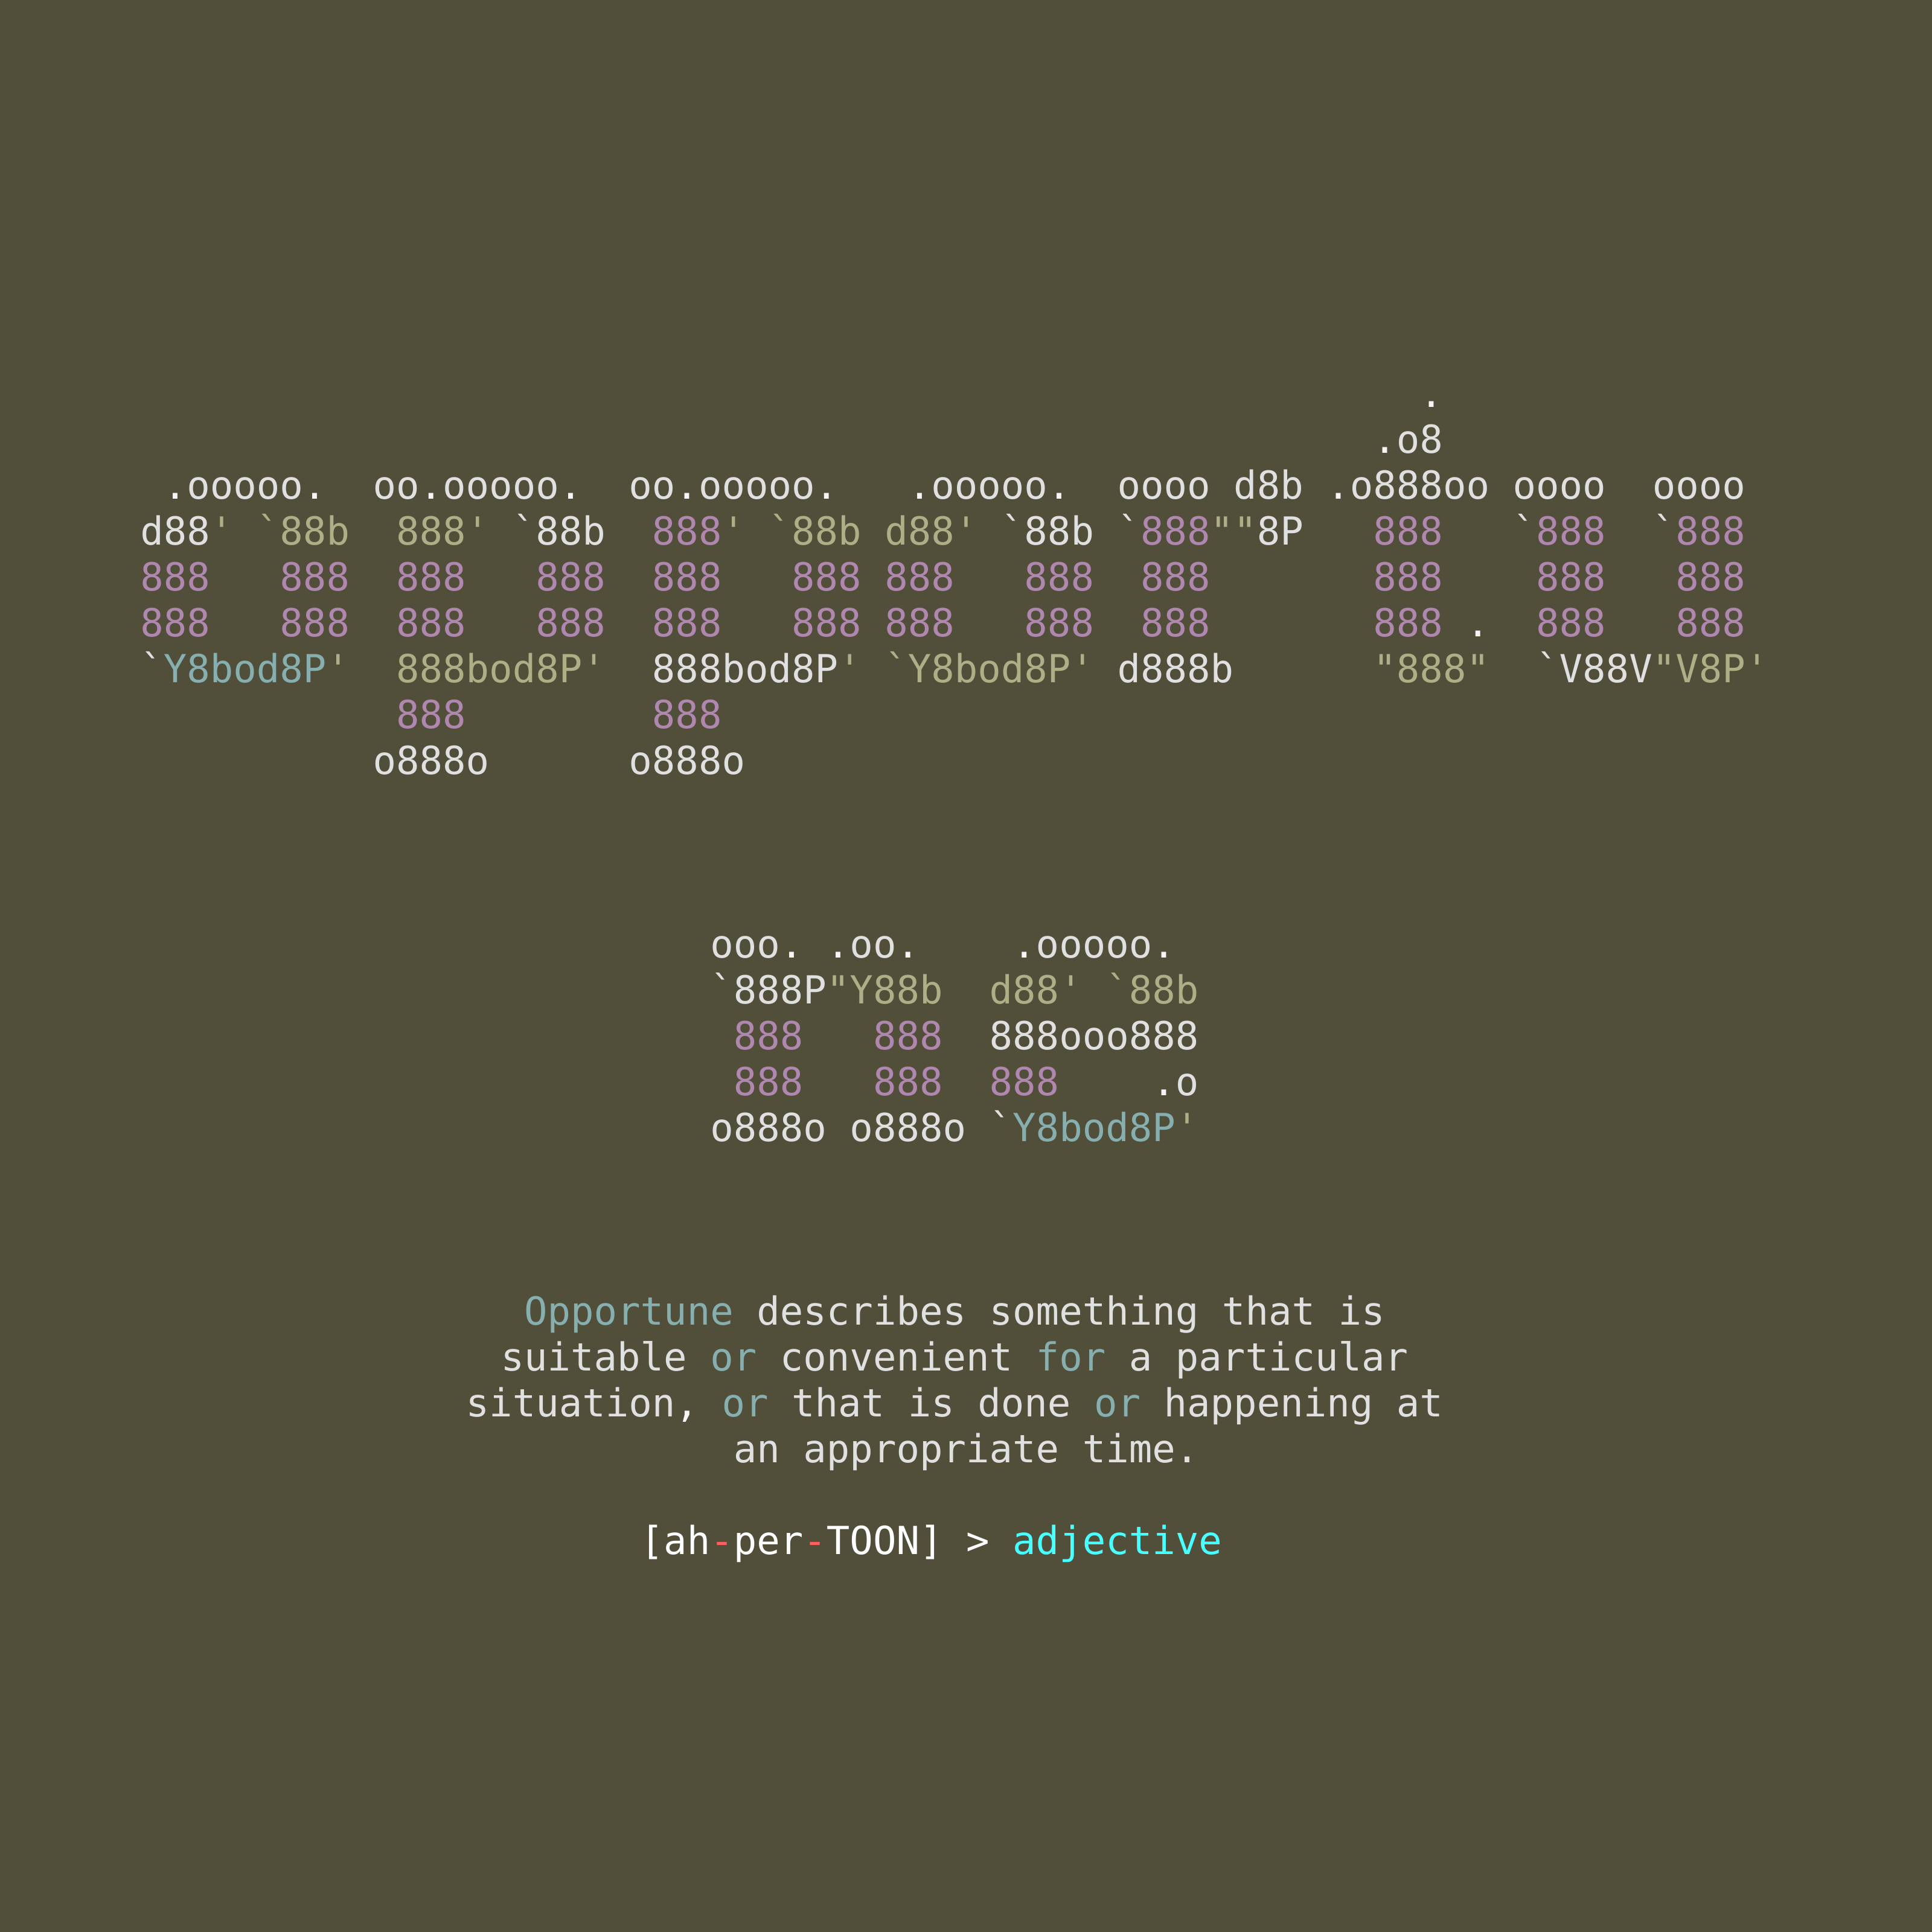 opportu
ne
Opportune describes something that is
suitable or convenient for a particular
situation, or that is done or happening at
an appropriate time.
[ah-per-TOON] > adjective